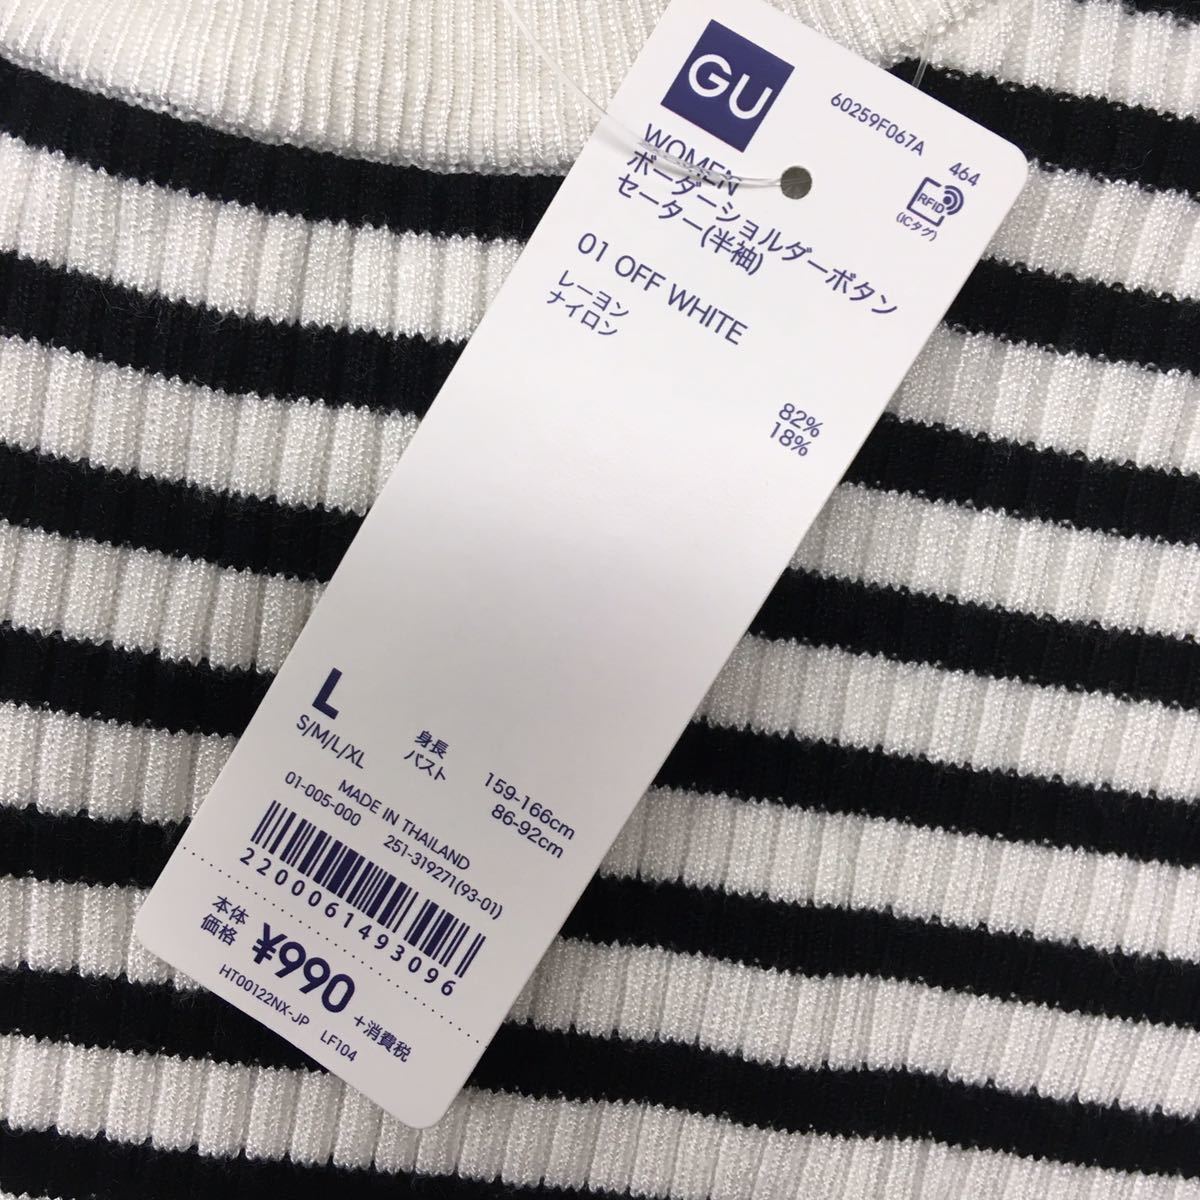 GU
60259F067A
464
RFID
(ICタグ)
WOMEN
ボーダーショルダーボタン
セーター(半袖)
01 OFF WHITE
レーヨン 82%
ナイロン 18%
L
S/M/L/XL
身長 159-166cm
バスト 86-92cm
MADE IN THAILAND
01-005-000 251-319271(93-01)
2200061493096
本体
価格
¥990
+消費税
HT00122NX-JP LF104